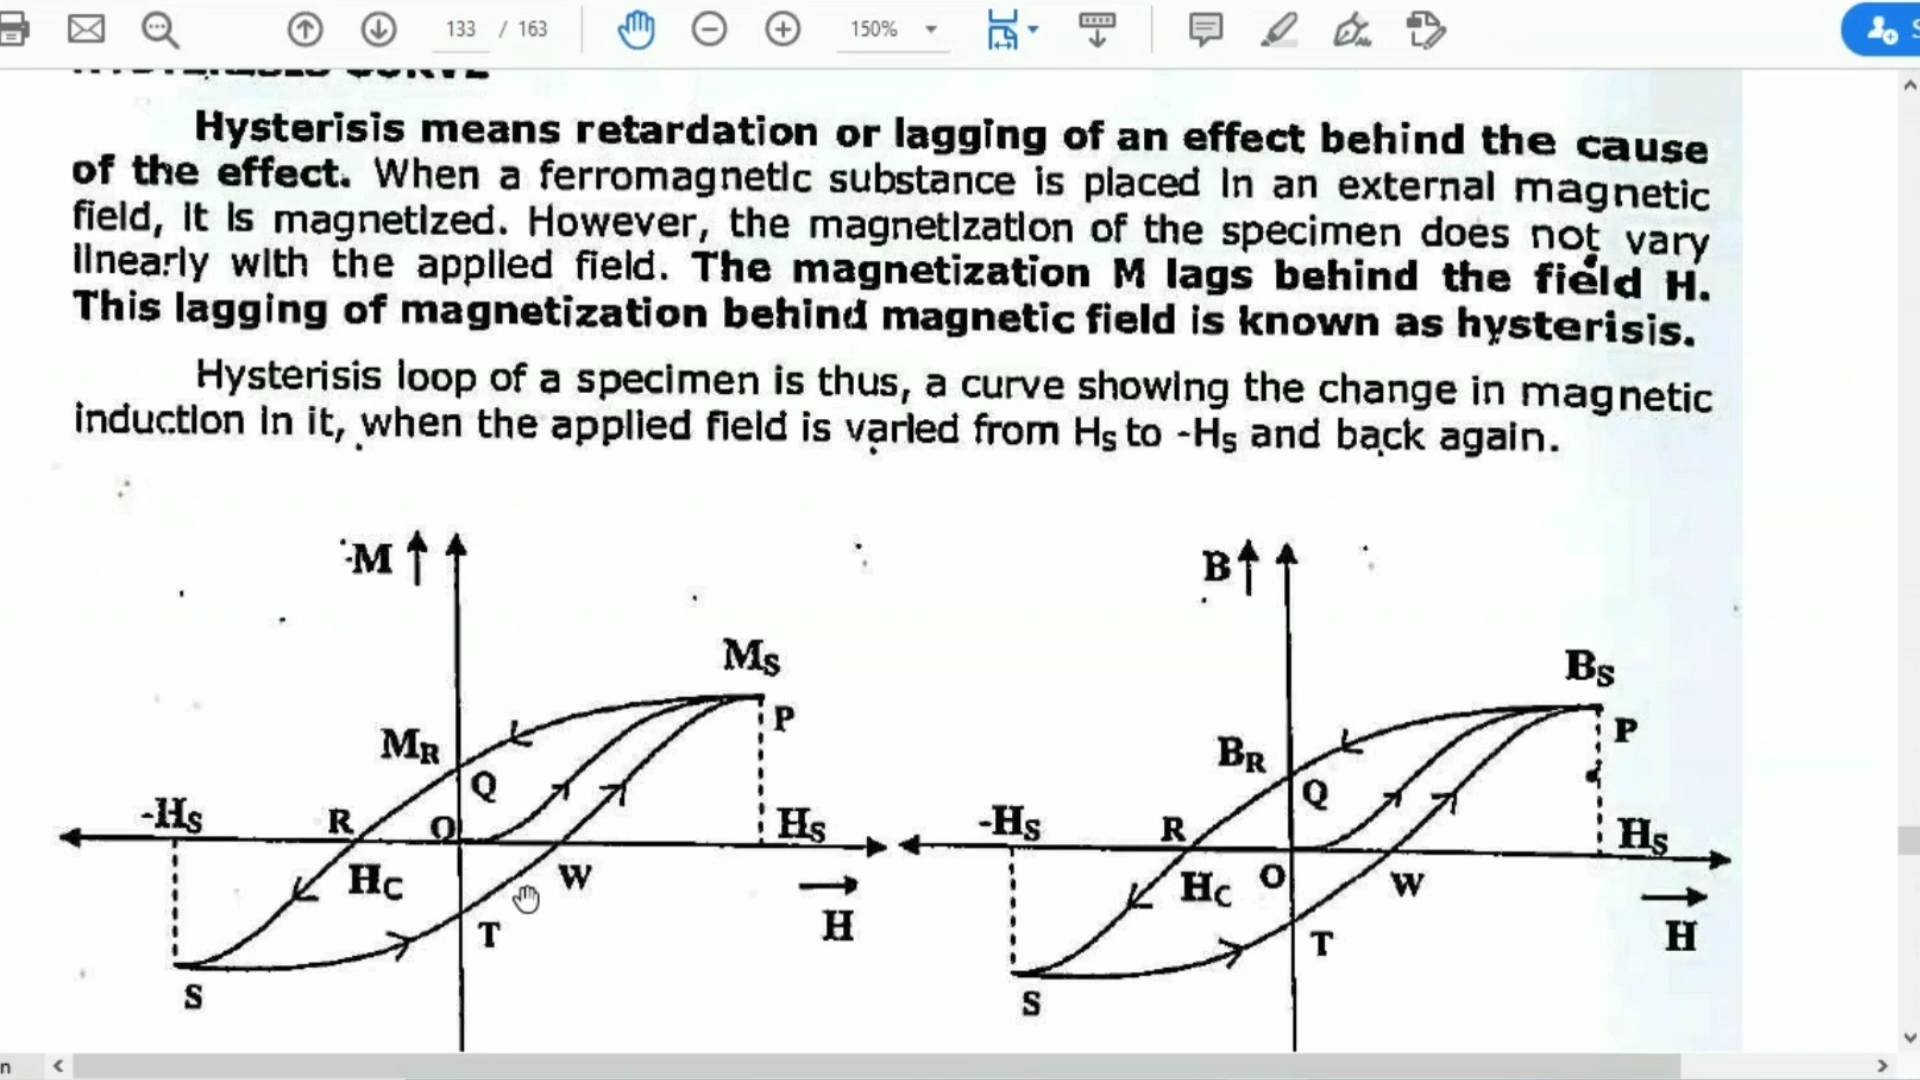 133 / 163
150%
HYSTERISIS CURVE
Hysterisis means retardation or lagging of an effect behind the cause
of the effect. When a ferromagnetic substance is placed in an external magnetic
field, it is magnetized. However, the magnetization of the specimen does not vary
linearly with the applied field. The magnetization M lags behind the field H.
This lagging of magnetization behind magnetic field is known as hysterisis.
Hysterisis loop of a specimen is thus, a curve showing the change in magnetic
induction in it, when the applied field is varied from Hs to -Hs and back again.
M
Ms
P
MR
Q
-Hs
R
O
Hs
Hc
W
H
T
S
B
Bs
P
BR
Q
-Hs
R
Hs
Hc
O
W
H
T
S